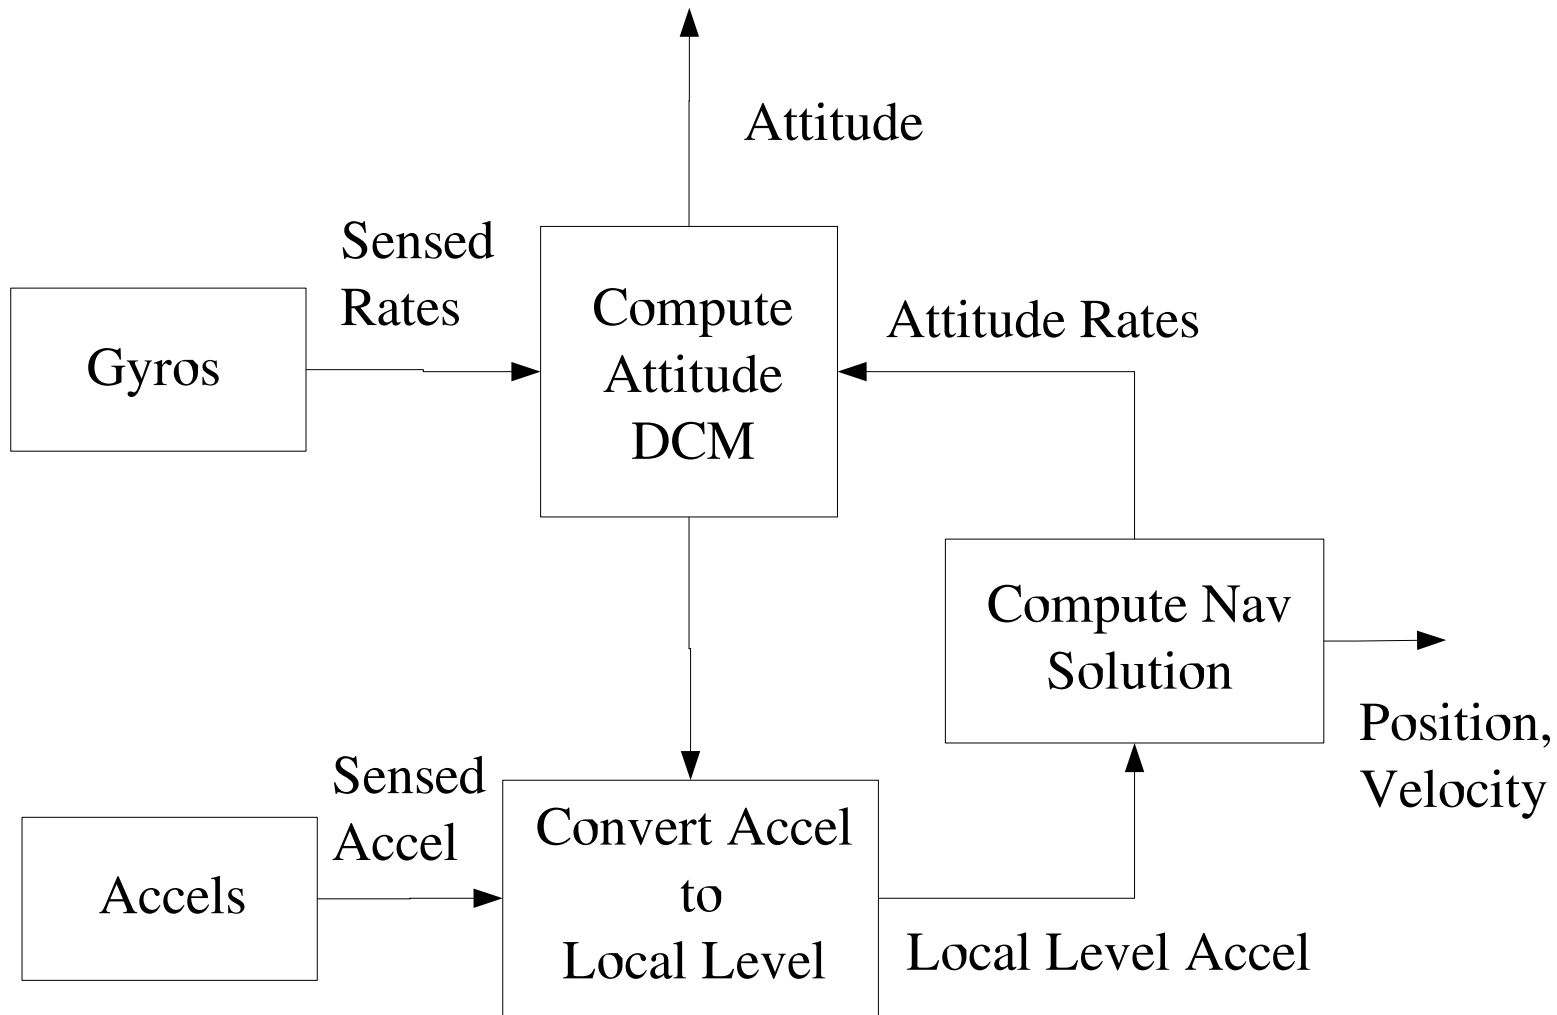 Attitude
Sensed
Rates
Gyros
Compute
Attitude
DCM
Attitude Rates
Compute Nav
Solution
Position,
Velocity
Sensed
Accel
Accels
Convert Accel
to
Local Level
Local Level Accel